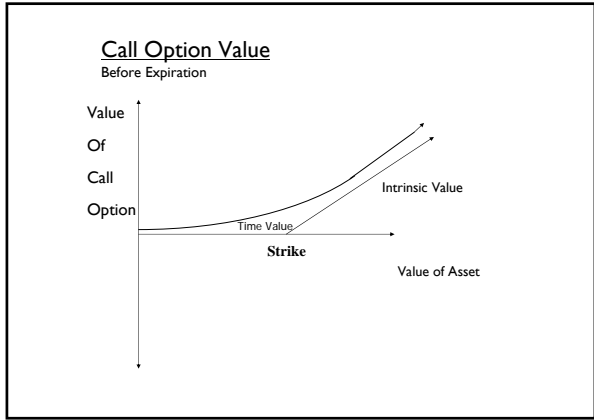 Call Option Value
Before Expiration
Value
Of
Call
Option
Intrinsic Value
Time Value
Strike
Value of Asset